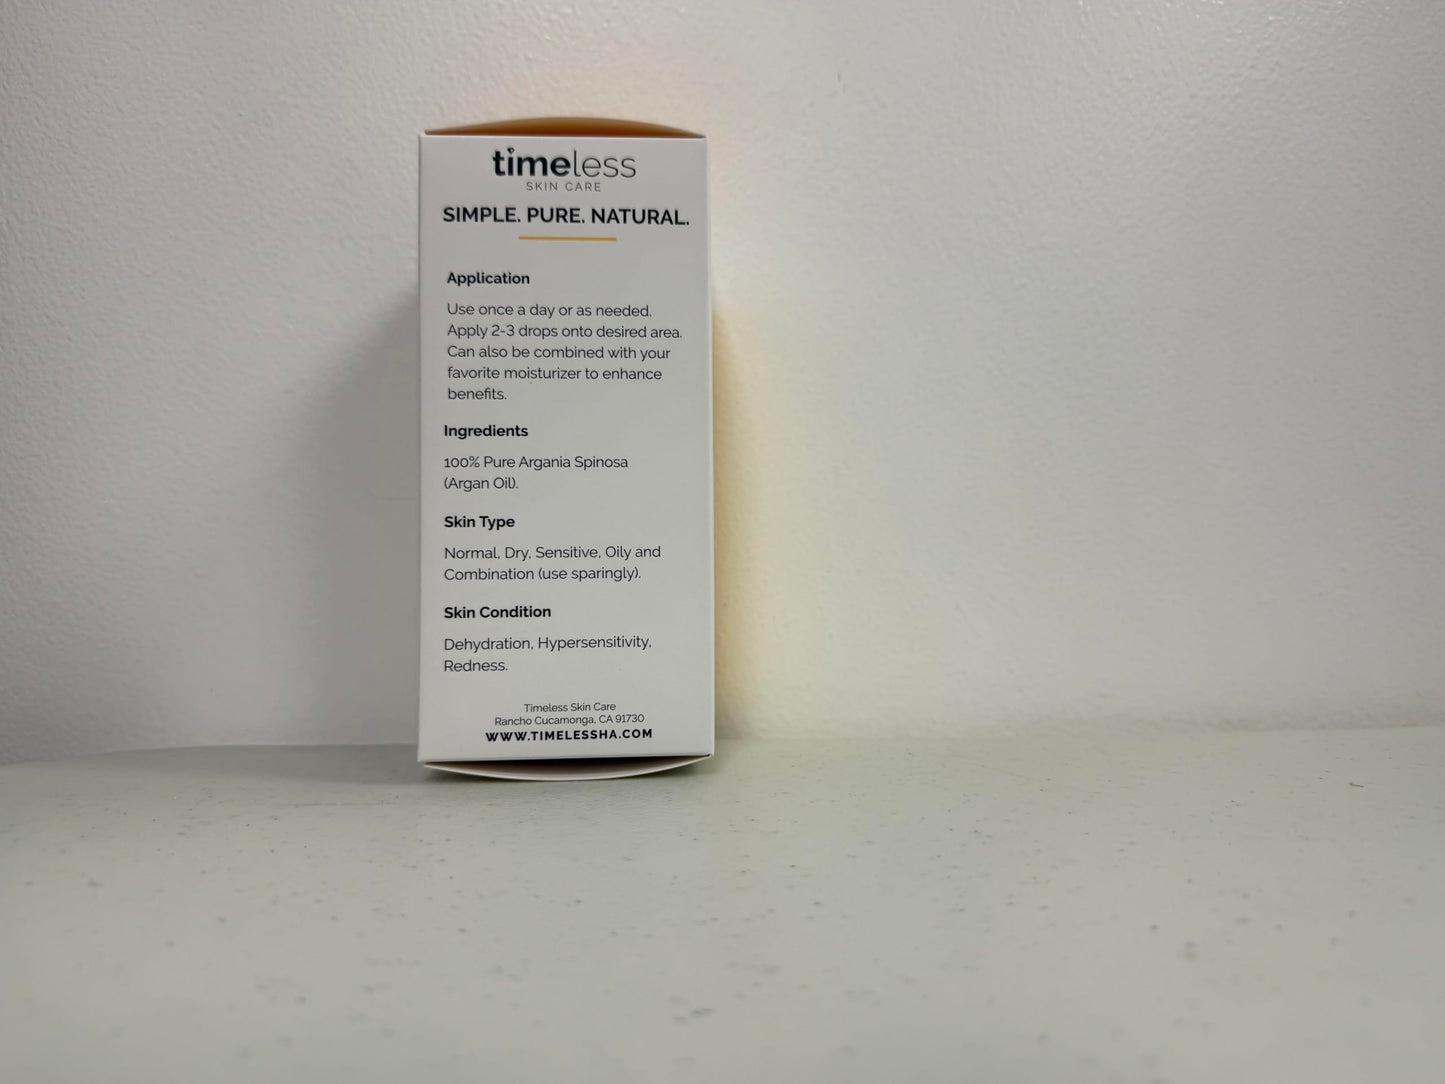 timeless
SKIN CARE
SIMPLE. PURE. NATURAL.
Application
Use once a day or as needed.
Apply 2-3 drops onto desired area.
Can also be combined with your
favorite moisturizer to enhance
benefits.
Ingredients
100% Pure Argania Spinosa
(Argan Oil).
Skin Type
Normal, Dry, Sensitive, Oily and
Combination (use sparingly).
Skin Condition
Dehydration, Hypersensitivity,
Redness.
Timeless Skin Care
Rancho Cucamonga, CA 91730
WWW.TIMELESSHA.COM